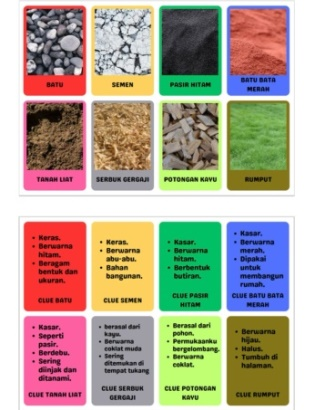 BATU
SEMEN
PASIR HITAM
BATU BATA
MERAH
TANAH LIAT
SERBUK GERGAJI
POTONGAN KAYU
RUMPUT
• Keras.
• Berwarna
hitam.
• Beragam
bentuk dan
ukuran.
CLUE BATU
• Keras.
• Berwarna
abu-abu.
• Bahan
bangunan.
CLUE SEMEN
• Kasar.
• Berwarna
hitam.
• Berbentuk
butiran.
CLUE PASIR
HITAM
• Kasar.
• Berwarna
merah.
• Dipakai
untuk
membangun
rumah.
CLUE BATU BATA
MERAH
• Kasar.
• Seperti
pasir.
• Berdebu.
• Sering
diinjak dan
ditanami.
CLUE TANAH LIAT
• berasal dari
kayu.
• Berwarna
coklat muda
• Sering
ditemukan di
tempat tukang
CLUE SERBUK
GERGAJI
• Berasal dari
pohon.
• Permukaanku
bergelombang.
• Berwarna
coklat.
CLUE POTONGAN
KAYU
• Berwarna
hijau.
• Halus.
• Tumbuh di
halaman.
CLUE RUMPUT